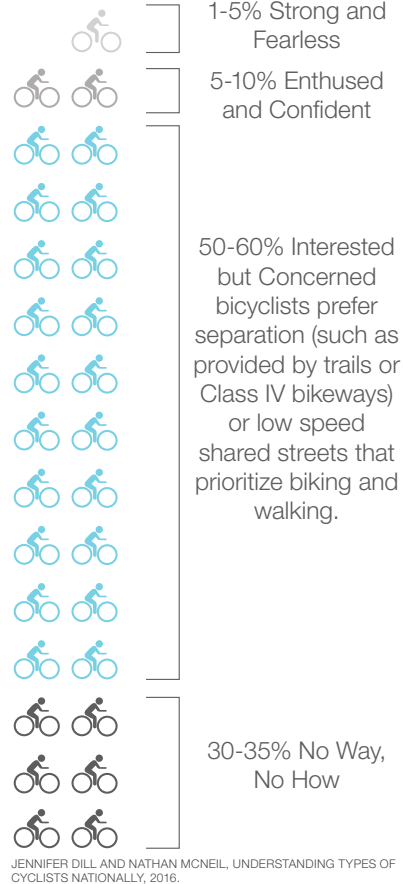 1-5% Strong and
Fearless
5-10% Enthused
and Confident
50-60% Interested
but Concerned
bicyclists prefer
separation (such as
provided by trails or
Class IV bikeways)
or low speed
shared streets that
prioritize biking and
walking.
30-35% No Way,
No How
JENNIFER DILL AND NATHAN MCNEIL, UNDERSTANDING TYPES OF
CYCLISTS NATIONALLY, 2016.